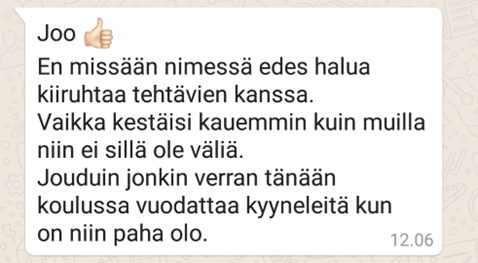 Joo 👍🏻
En missään nimessä edes halua
kiiruhtaa tehtävien kanssa.
Vaikka kestäisi kauemmin kuin muilla
niin ei sillä ole väliä.
Jouduin jonkin verran tänään
koulussa vuodattaa kyyneleitä kun
on niin paha olo.
12.06